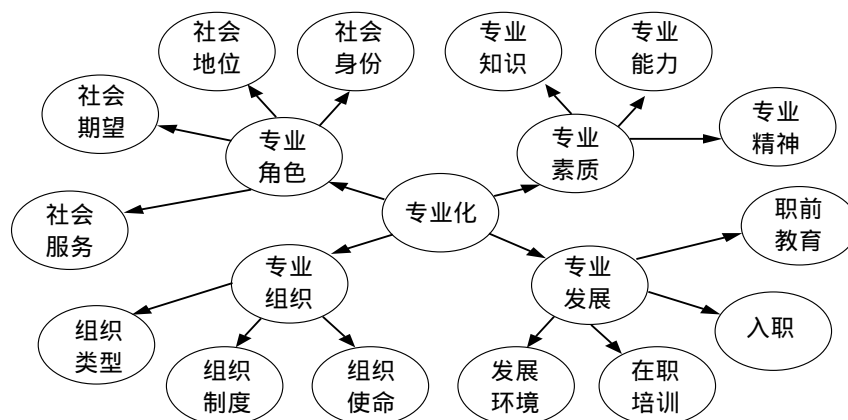 社会
地位
社会
身份
专业
知识
专业
能力
社会
期望
专业
精神
专业
角色
专业
素质
专业化
社会
服务
职前
教育
专业
组织
专业
发展
组织
类型
入职
组织
制度
组织
使命
发展
环境
在职
培训